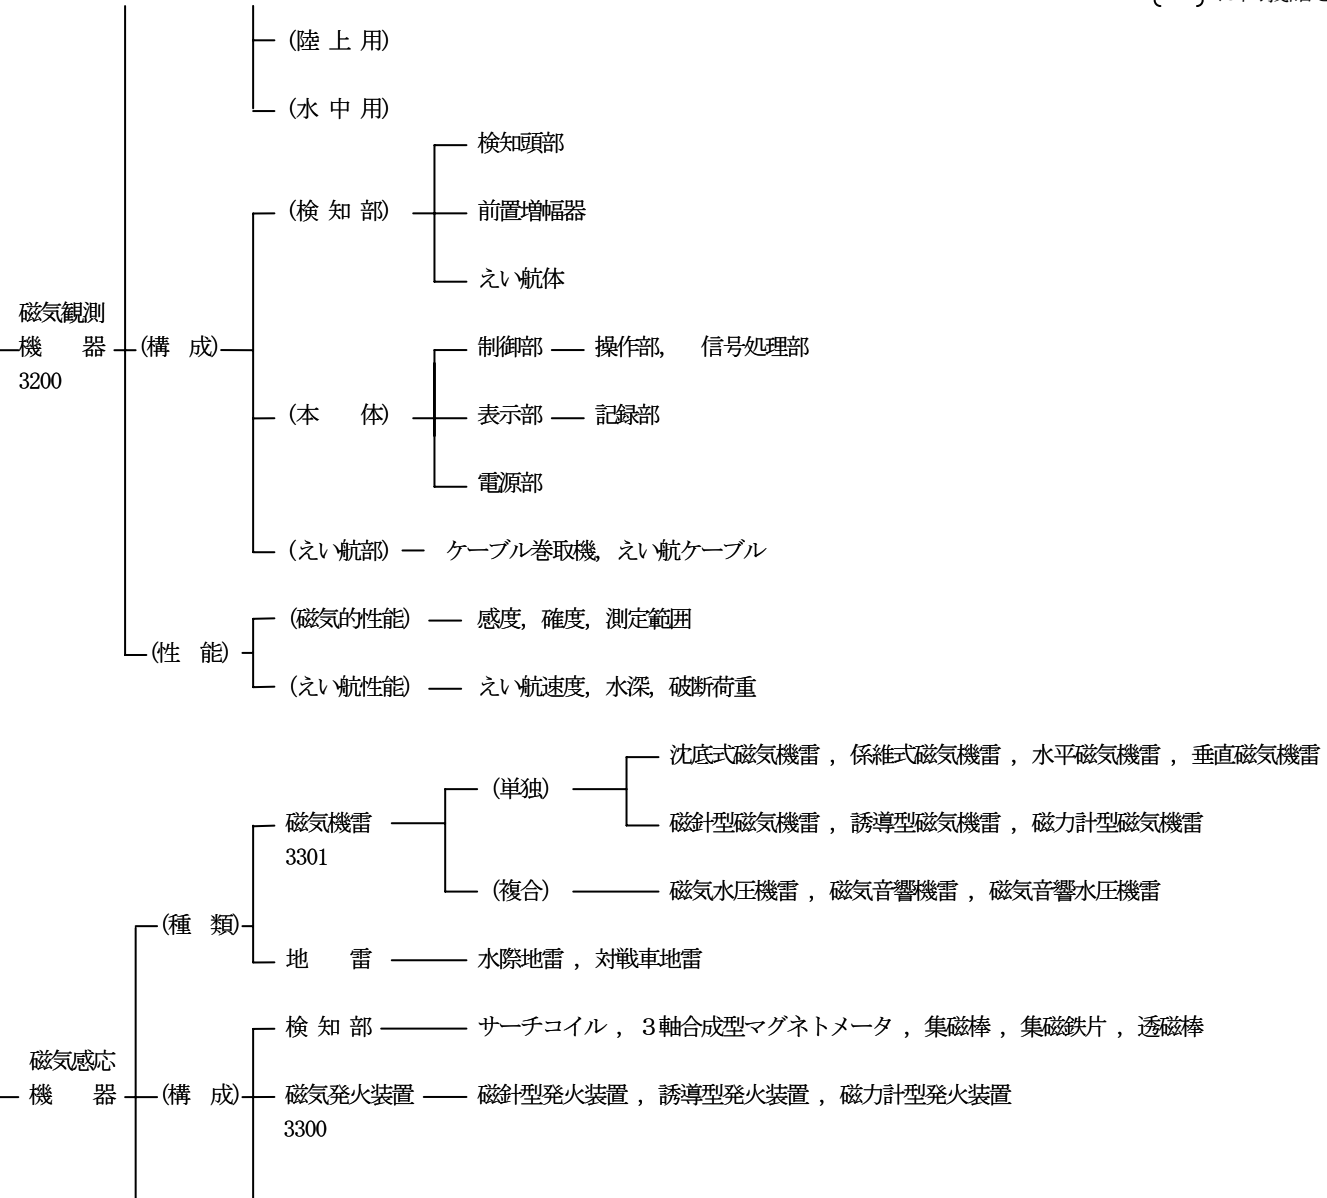 (陸 上 用)
(水 中 用)
検知頭部
(検 知 部) 前置増幅器
えい航体
磁気観測
機 器 (構 成) 制御部 操作部, 信号処理部
3200
(本 体) 表示部 記録部
電源部
(えい航部) ケーブル巻取機, えい航ケーブル
(磁気的性能) 感度, 確度, 測定範囲
(性 能)
(えい航性能) えい航速度, 水深, 破断荷重
沈底式磁気機雷 , 係維式磁気機雷 , 水平磁気機雷 , 垂直磁気機雷
(単独)
磁気機雷 磁針型磁気機雷 , 誘導型磁気機雷 , 磁力計型磁気機雷
3301
(複合) 磁気水圧機雷 , 磁気音響機雷 , 磁気音響水圧機雷
(種 類)
地 雷 水際地雷 , 対戦車地雷
検 知 部 サーチコイル , 3軸合成型マグネトメータ , 集磁棒 , 集磁鉄片 , 透磁棒
磁気感応
機 器 (構 成) 磁気発火装置 磁針型発火装置 , 誘導型発火装置 , 磁力計型発火装置
3300